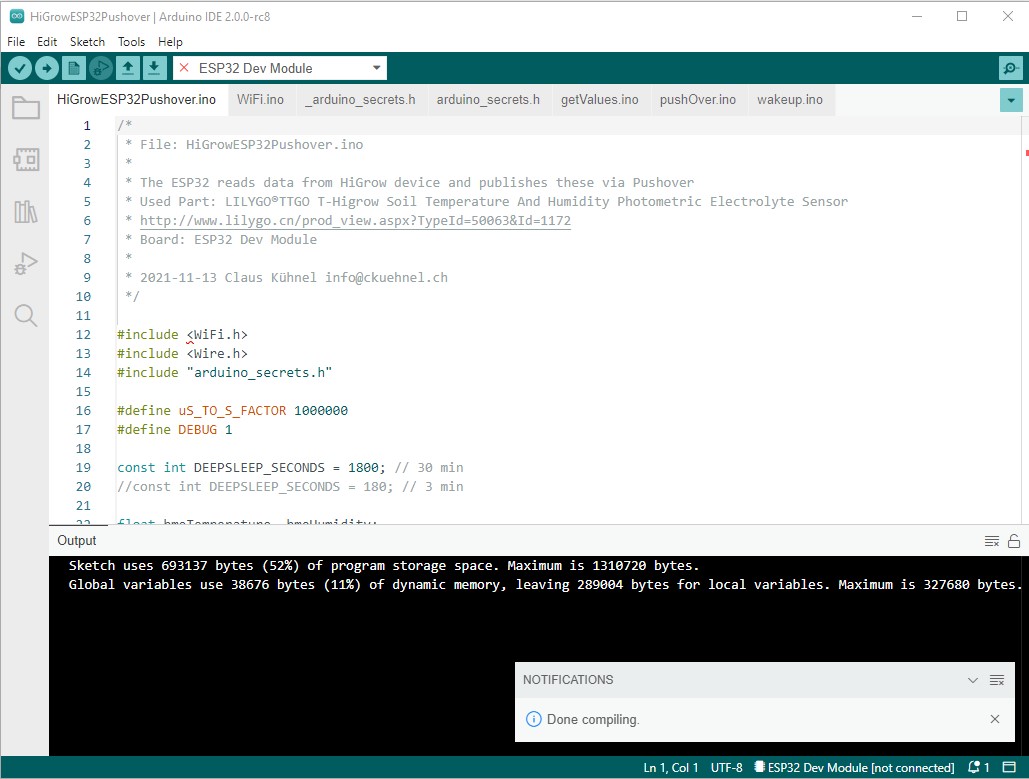 HiGrowESP32Pushover | Arduino IDE 2.0.0-rc8
File Edit Sketch Tools Help
ESP32 Dev Module
HiGrowESP32Pushover.ino WiFi.ino _arduino_secrets.h arduino_secrets.h getValues.ino pushOver.ino wakeup.ino
1 /*
2 * File: HiGrowESP32Pushover.ino
3 *
4 * The ESP32 reads data from HiGrow device and publishes these via Pushover
5 * Used Part: LILYGO®TTGO T-Higrow Soil Temperature And Humidity Photometric Electrolyte Sensor
6 * http://www.lilygo.cn/prod_view.aspx?TypeId=50063&Id=1172
7 * Board: ESP32 Dev Module
8 *
9 * 2021-11-13 Claus Kühnel info@ckuehnel.ch
10 */
11
12 #include <WiFi.h>
13 #include <Wire.h>
14 #include "arduino_secrets.h"
15
16 #define uS_TO_S_FACTOR 1000000
17 #define DEBUG 1
18
19 const int DEEPSLEEP_SECONDS = 1800; // 30 min
20 //const int DEEPSLEEP_SECONDS = 180; // 3 min
21
22 float bmeTemperature, bmeHumidity;
Output
Sketch uses 693137 bytes (52%) of program storage space. Maximum is 1310720 bytes.
Global variables use 38676 bytes (11%) of dynamic memory, leaving 289004 bytes for local variables. Maximum is 327680 bytes.
NOTIFICATIONS
Done compiling.
Ln 1, Col 1 UTF-8 ESP32 Dev Module [not connected] 1